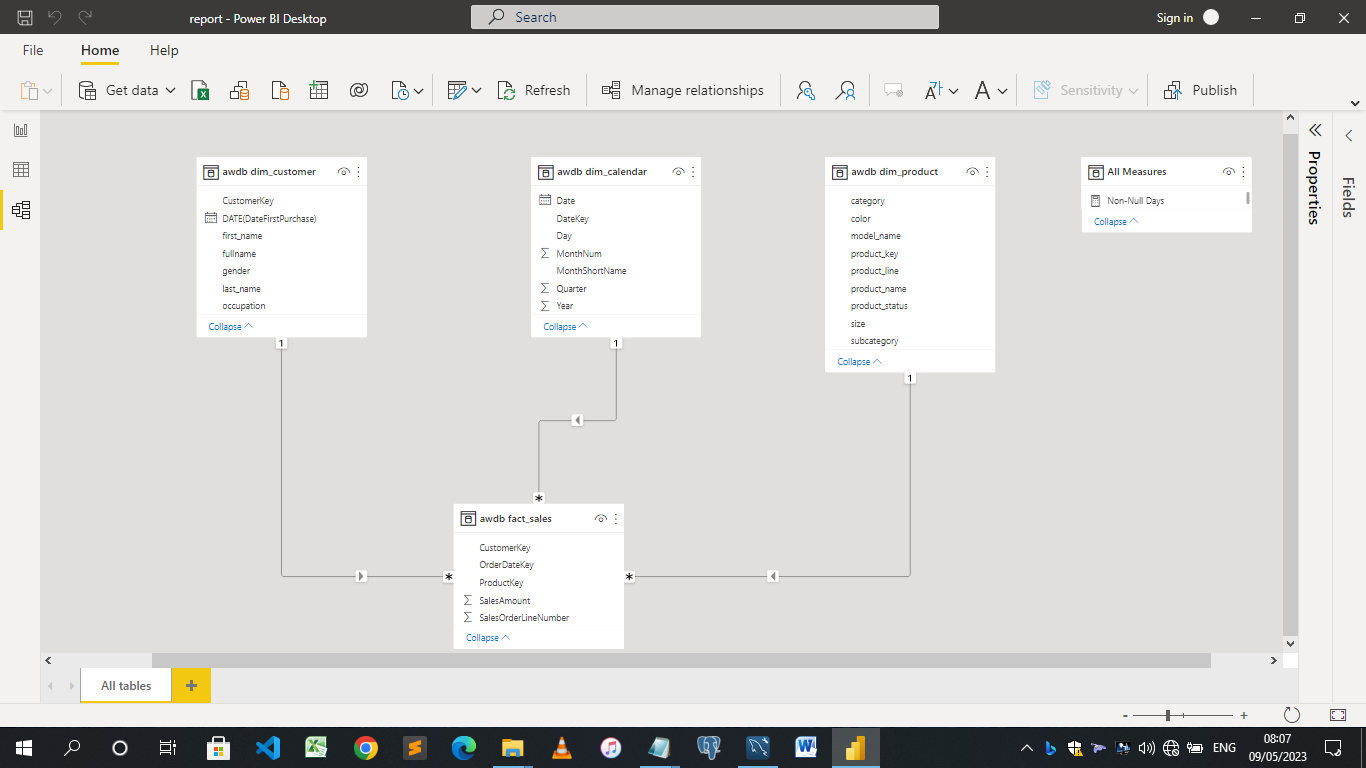 report - Power BI Desktop
Search
Sign in
File
Home
Help
Get data
Refresh
Manage relationships
Sensitivity
Publish
awdb dim_customer
CustomerKey
DATE(DateFirstPurchase)
first_name
fullname
gender
last_name
occupation
Collapse
awdb dim_calendar
Date
DateKey
Day
MonthNum
MonthShortName
Quarter
Year
Collapse
awdb dim_product
category
color
model_name
product_key
product_line
product_name
product_status
size
subcategory
Collapse
All Measures
Non-Null Days
Collapse
Properties
Fields
1
1
1
*
*
*
awdb fact_sales
CustomerKey
OrderDateKey
ProductKey
SalesAmount
SalesOrderLineNumber
Collapse
All tables
ENG
08:07
09/05/2023